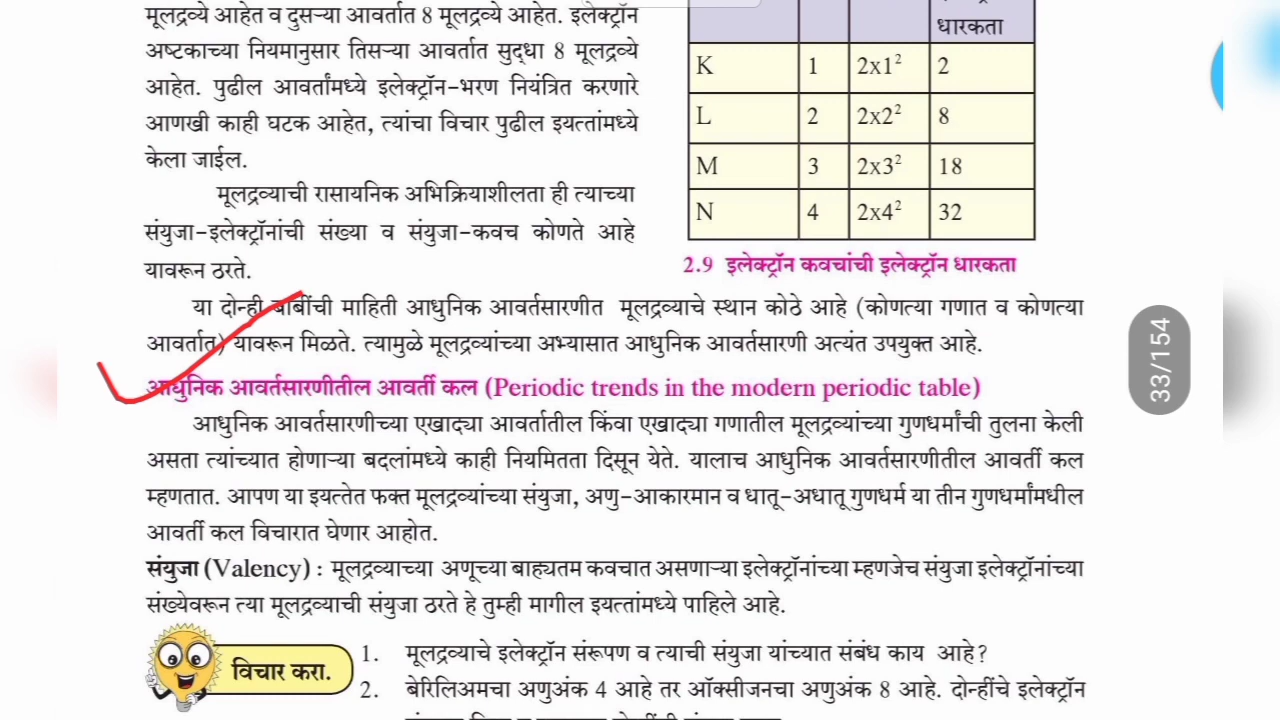 मूलद्रव्ये आहेत व दुसऱ्या आवर्तात 8 मूलद्रव्ये आहेत. इलेक्ट्रॉन
अष्टकाच्या नियमानुसार तिसऱ्या आवर्तात सुद्धा 8 मूलद्रव्ये
आहेत. पुढील आवर्तांमध्ये इलेक्ट्रॉन-भरण नियंत्रित करणारे
आणखी काही घटक आहेत, त्यांचा विचार पुढील इयत्तांमध्ये
केला जाईल.
मूलद्रव्याची रासायनिक अभिक्रियाशीलता ही त्याच्या
संयुजा-इलेक्ट्रॉनांची संख्या व संयुजा-कवच कोणते आहे
यावरून ठरते.
धारकता
K 1 2x1² 2
L 2 2x2² 8
M 3 2x3² 18
N 4 2x4² 32
2.9 इलेक्ट्रॉन कवचांची इलेक्ट्रॉन धारकता
या दोन्ही बाबींची माहिती आधुनिक आवर्तसारणीत मूलद्रव्याचे स्थान कोठे आहे (कोणत्या गणात व कोणत्या
आवर्तात) यावरून मिळते. त्यामुळे मूलद्रव्यांच्या अभ्यासात आधुनिक आवर्तसारणी अत्यंत उपयुक्त आहे.
आधुनिक आवर्तसारणीतील आवर्ती कल (Periodic trends in the modern periodic table)
आधुनिक आवर्तसारणीच्या एखाद्या आवर्तातील किंवा एखाद्या गणातील मूलद्रव्यांच्या गुणधर्मांची तुलना केली
असता त्यांच्यात होणाऱ्या बदलांमध्ये काही नियमितता दिसून येते. यालाच आधुनिक आवर्तसारणीतील आवर्ती कल
म्हणतात. आपण या इयत्तेत फक्त मूलद्रव्यांच्या संयुजा, अणु-आकारमान व धातू-अधातू गुणधर्म या तीन गुणधर्मांमधील
आवर्ती कल विचारात घेणार आहोत.
संयुजा (Valency) : मूलद्रव्याच्या अणूच्या बाह्यतम कवचात असणाऱ्या इलेक्ट्रॉनांच्या म्हणजेच संयुजा इलेक्ट्रॉनांच्या
संख्येवरून त्या मूलद्रव्याची संयुजा ठरते हे तुम्ही मागील इयत्तांमध्ये पाहिले आहे.
विचार करा.
1. मूलद्रव्याचे इलेक्ट्रॉन संरूपण व त्याची संयुजा यांच्यात संबंध काय आहे?
2. बेरिलिअमचा अणुअंक 4 आहे तर ऑक्सीजनचा अणुअंक 8 आहे. दोन्हींचे इलेक्ट्रॉन
33/154